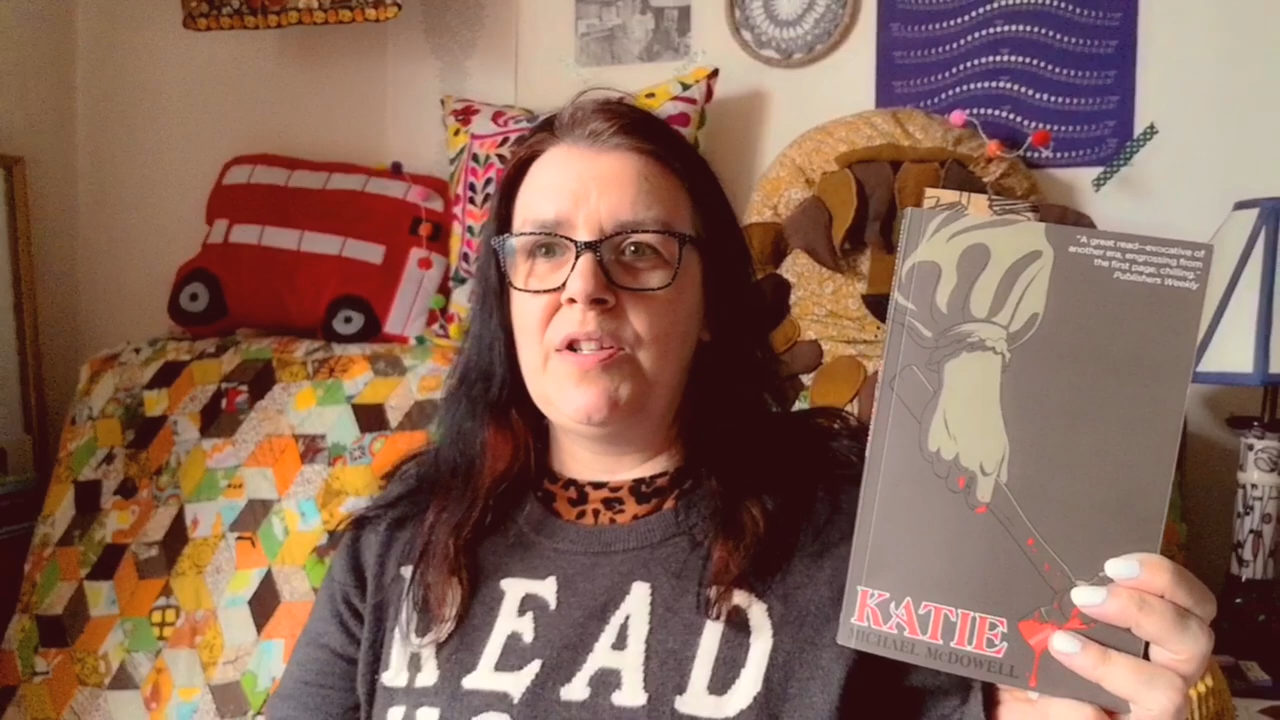 "A great read—evocative of
another era, engrossing from
the first page, chilling."
Publishers Weekly
KATIE
MICHAEL McDOWELL
READ